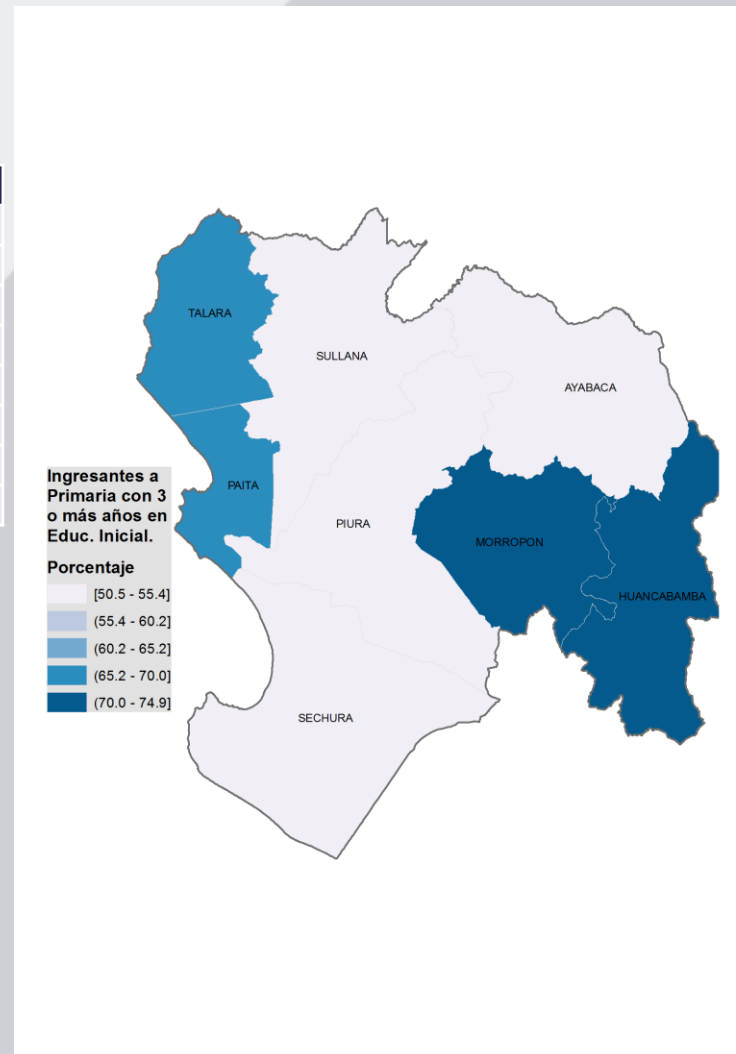 TALARA
SULLANA
AYABACA
PAITA
PIURA
MORROPON
HUANCABAMBA
SECHURA
Ingresantes a
Primaria con 3
o más años en
Educ. Inicial.
Porcentaje
[50.5 - 55.4]
(55.4 - 60.2]
(60.2 - 65.2]
(65.2 - 70.0]
(70.0 - 74.9]